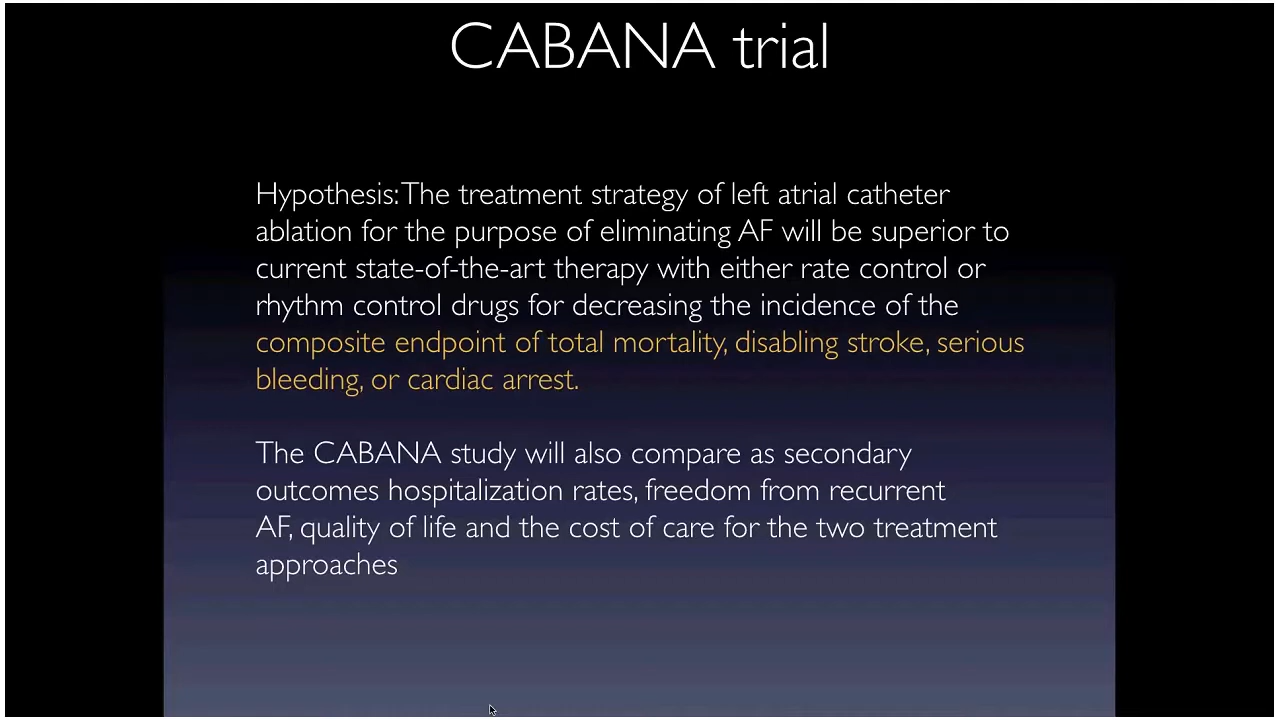 CABANA trial
Hypothesis: The treatment strategy of left atrial catheter
ablation for the purpose of eliminating AF will be superior to
current state-of-the-art therapy with either rate control or
rhythm control drugs for decreasing the incidence of the
composite endpoint of total mortality, disabling stroke, serious
bleeding, or cardiac arrest.
The CABANA study will also compare as secondary
outcomes hospitalization rates, freedom from recurrent
AF, quality of life and the cost of care for the two treatment
approaches